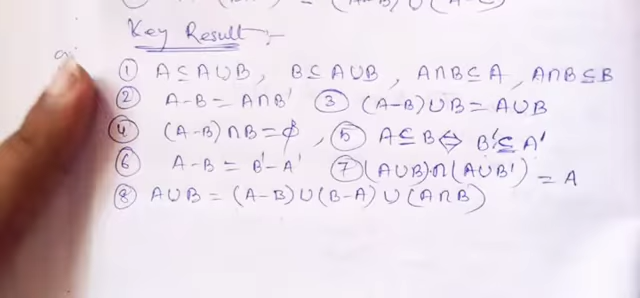 Key Result :-
① A ⊆ A∪B, B ⊆ A∪B, A∩B ⊆ A, A∩B ⊆ B
② A-B = A∩B' ③ (A-B)∪B = A∪B
④ (A-B)∩B = ϕ, ⑤ A⊆B ⇔ B'⊆A'
⑥ A-B = B'-A' ⑦ (A∪B)∩(A∪B') = A
⑧ A∪B = (A-B)∪(B-A)∪(A∩B)